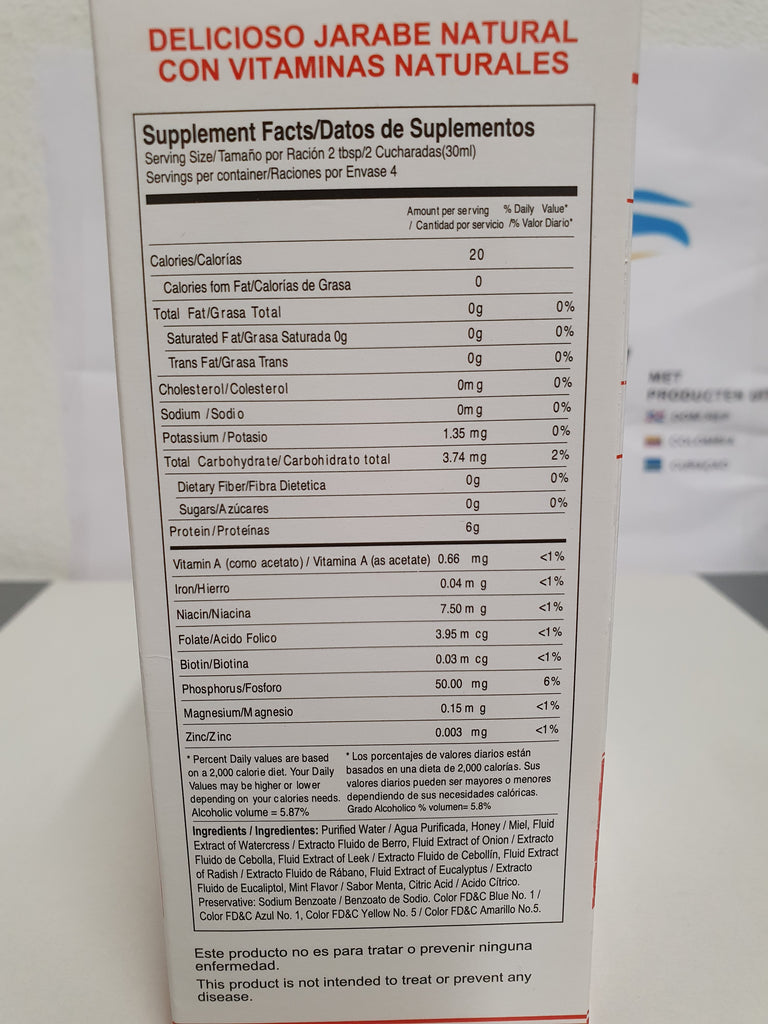 DELICIOSO JARABE NATURAL
CON VITAMINAS NATURALES
Supplement Facts/Datos de Suplementos
Serving Size/Tamaño por Ración 2 tbsp/2 Cucharadas(30ml)
Servings per container/Raciones por Envase 4
Amount per serving % Daily Value*
/ Cantidad por servicio /% Valor Diario*
Calories/Calorías 20
Calories fom Fat/Calorías de Grasa 0
Total Fat/Grasa Total 0g 0%
Saturated Fat/Grasa Saturada 0g 0g 0%
Trans Fat/Grasa Trans 0g 0%
Cholesterol/Colesterol 0mg 0%
Sodium /Sodio 0mg 0%
Potassium /Potasio 1.35 mg 0%
Total Carbohydrate/Carbohidrato total 3.74 mg 2%
Dietary Fiber/Fibra Dietetica 0g 0%
Sugars/Azúcares 0g 0%
Protein/Proteínas 6g
Vitamin A (como acetato) / Vitamina A (as acetate) 0.66 mg <1%
Iron/Hierro 0.04 m g <1%
Niacin/Niacina 7.50 m g <1%
Folate/Acido Folico 3.95 m cg <1%
Biotin/Biotina 0.03 m cg <1%
Phosphorus/Fosforo 50.00 mg 6%
Magnesium/Magnesio 0.15 m g <1%
Zinc/Zinc 0.003 mg <1%
* Percent Daily values are based
on a 2,000 calorie diet. Your Daily
Values may be higher or lower
depending on your calories needs.
Alcoholic volume = 5.87%
* Los porcentajes de valores diarios están
basados en una dieta de 2,000 calorías. Sus
valores diarios pueden ser mayores o menores
dependiendo de sus necesidades calóricas.
Grado Alcoholico % volumen= 5.8%
Ingredients / Ingredientes: Purified Water / Agua Purificada, Honey / Miel, Fluid
Extract of Watercress / Extracto Fluido de Berro, Fluid Extract of Onion / Extracto
Fluido de Cebolla, Fluid Extract of Leek / Extracto Fluido de Cebollín, Fluid Extract
of Radish / Extracto Fluido de Rábano, Fluid Extract of Eucalyptus / Extracto
Fluido de Eucaliptol, Mint Flavor / Sabor Menta, Citric Acid / Acido Cítrico.
Preservative: Sodium Benzoate / Benzoato de Sodio. Color FD&C Blue No. 1 /
Color FD&C Azul No. 1, Color FD&C Yellow No. 5 / Color FD&C Amarillo No.5.
Este producto no es para tratar o prevenir ninguna
enfermedad.
This product is not intended to treat or prevent any
disease.
MET
PRODUCTEN UIT
COLOMBIA
CURAÇAO